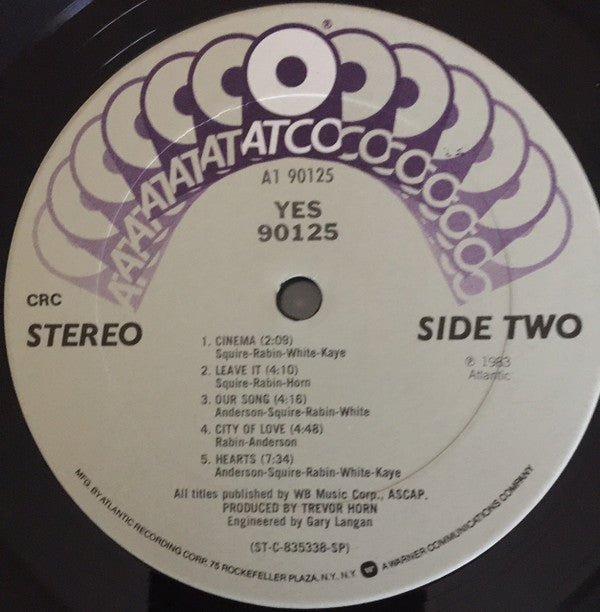 ®
ATATATATATATCOCOCOCOCOCO
A1 90125
YES
90125
CRC
STEREO
SIDE TWO
℗ 1983
Atlantic
1. CINEMA (2:09)
Squire-Rabin-White-Kaye
2. LEAVE IT (4:10)
Squire-Rabin-Horn
3. OUR SONG (4:16)
Anderson-Squire-Rabin-White
4. CITY OF LOVE (4:48)
Rabin-Anderson
5. HEARTS (7:34)
Anderson-Squire-Rabin-White-Kaye
All titles published by WB Music Corp., ASCAP.
PRODUCED BY TREVOR HORN
Engineered by Gary Langan
(ST-C-835338-SP)
MFG. BY ATLANTIC RECORDING CORP. 75 ROCKEFELLER PLAZA, N.Y., N.Y. W A WARNER COMMUNICATIONS COMPANY